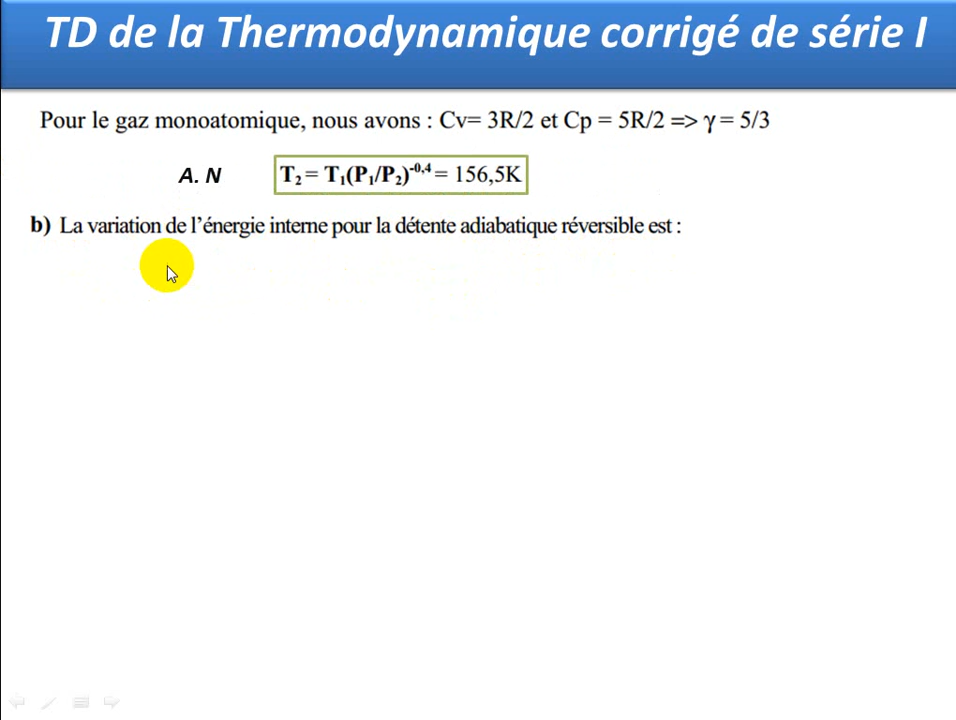 TD de la Thermodynamique corrigé de série I
Pour le gaz monoatomique, nous avons : Cv= 3R/2 et Cp = 5R/2 => γ = 5/3
A. N T₂ = T₁(P₁/P₂)⁻⁰,⁴ = 156,5K
b) La variation de l’énergie interne pour la détente adiabatique réversible est :